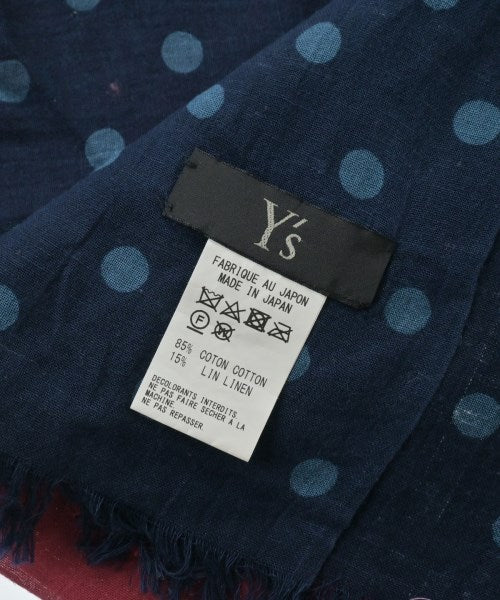 Y's
FABRIQUE AU JAPON
MADE IN JAPAN
F W
85% COTON COTTON
15% LIN LINEN
DECOLORANTS INTERDITS
NE PAS FAIRE SECHER À LA
MACHINE
NE PAS REPASSER